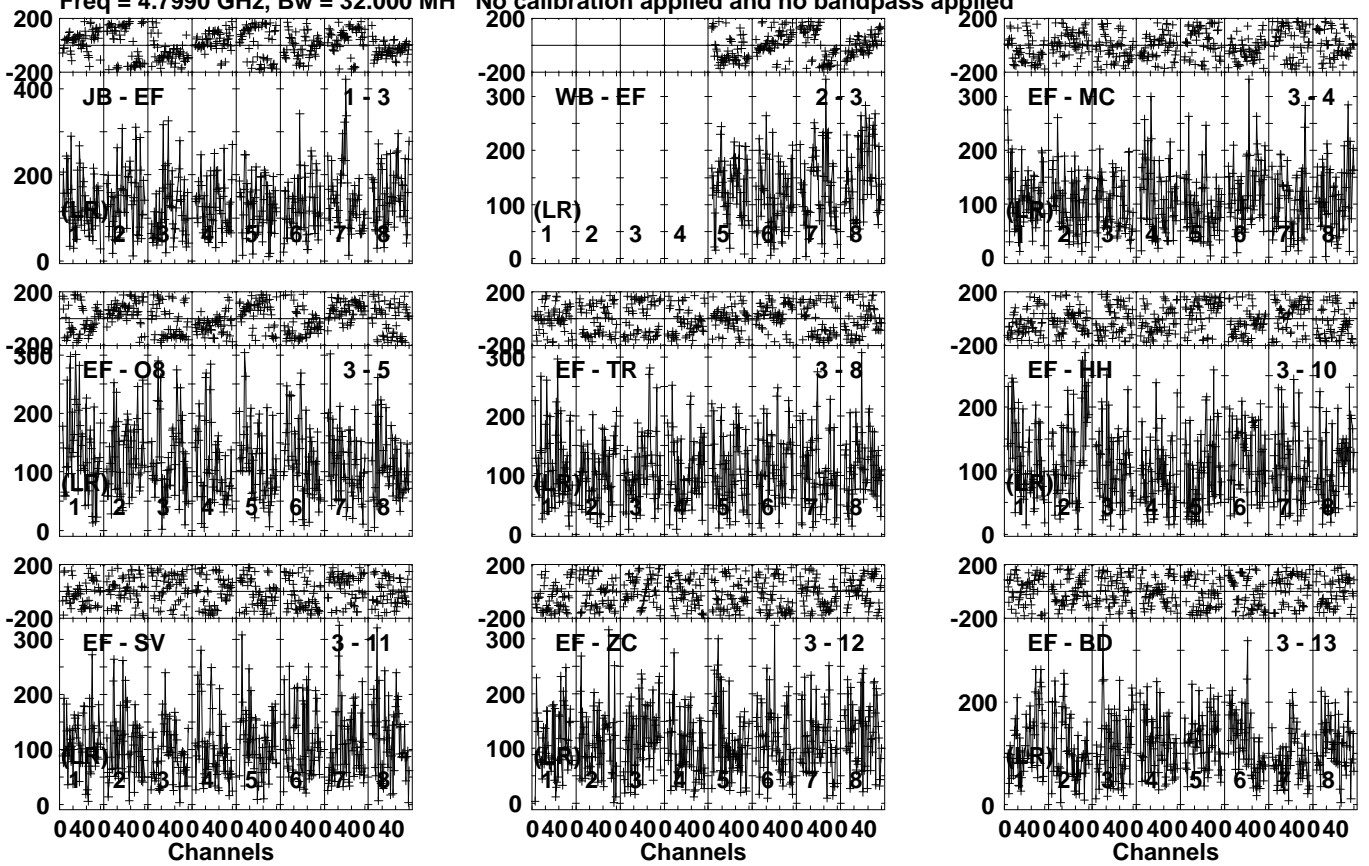 Freq = 4.7990 GHz, Bw = 32.000 MH No calibration applied and no bandpass applied
200
-200
JB - EF 1 - 3
400
200
0
(LR)
1 2 3 4 5 6 7 8
200
-200
WB - EF 2 - 3
300
200
100
0
(LR)
1 2 3 4 5 6 7 8
200
-200
EF - MC 3 - 4
300
200
100
0
(LR)
1 2 3 4 5 6 7 8
200
-200
300
EF - O8 3 - 5
200
100
0
(LR)
1 2 3 4 5 6 7 8
200
-200
300
EF - TR 3 - 8
200
100
0
(LR)
1 2 3 4 5 6 7 8
200
-200
EF - HH 3 - 10
200
100
0
(LR)
1 2 3 4 5 6 7 8
200
-200
EF - SV 3 - 11
300
200
100
0
(LR)
1 2 3 4 5 6 7 8
0 40 0 40 0 40 0 40 0 40 0 40 0 40 0 40
Channels
200
-200
EF - ZC 3 - 12
300
200
100
0
(LR)
1 2 3 4 5 6 7 8
0 40 0 40 0 40 0 40 0 40 0 40 0 40 0 40
Channels
200
-200
EF - BD 3 - 13
200
0
(LR)
1 2 3 4 5 6 7 8
0 40 0 40 0 40 0 40 0 40 0 40 0 40 0 40
Channels